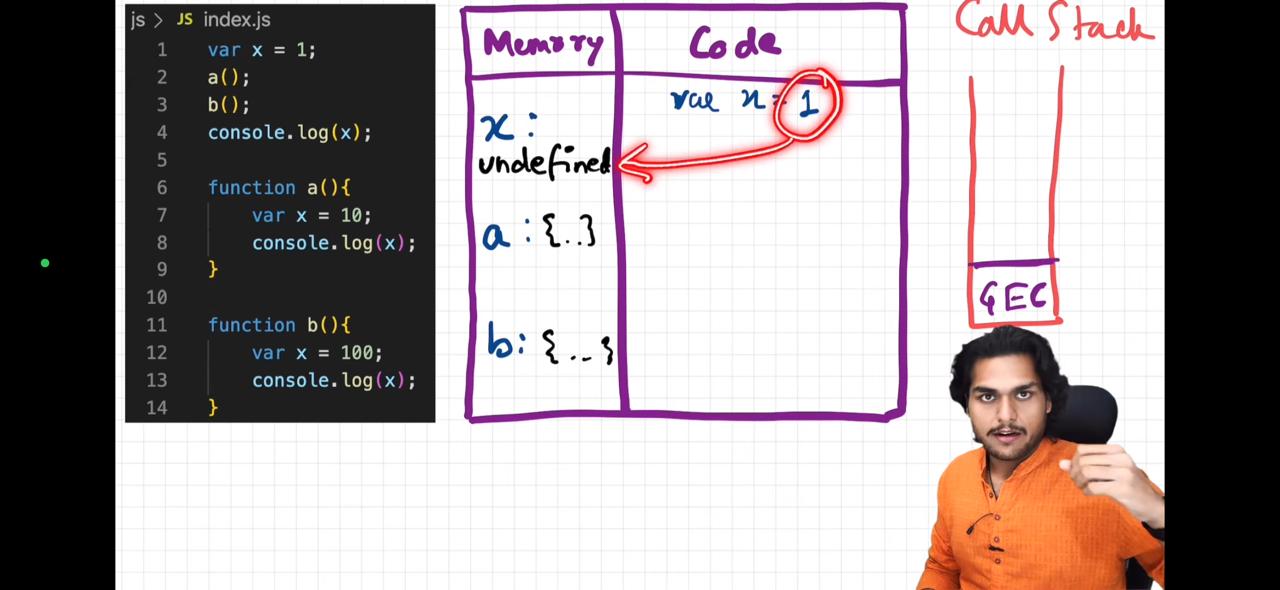 js > JS index.js
1 var x = 1;
2 a();
3 b();
4 console.log(x);
5
6 function a(){
7 var x = 10;
8 console.log(x);
9 }
10
11 function b(){
12 var x = 100;
13 console.log(x);
14 }
Memory
Code
var x = 1
x:
undefined
a : {..}
b: {...}
Call Stack
GEC